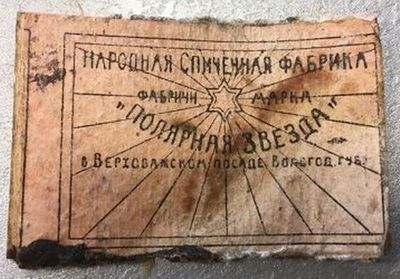 НАРОДНАЯ СПИЧЕЧНАЯ ФАБРИКА
ФАБРИЧН МАРКА
"ПОЛЯРНАЯ ЗВЕЗДА"
в ВЕРХОВАЖСКОМ ПОСАДЕ, ВОЛОГОД. ГУБ.